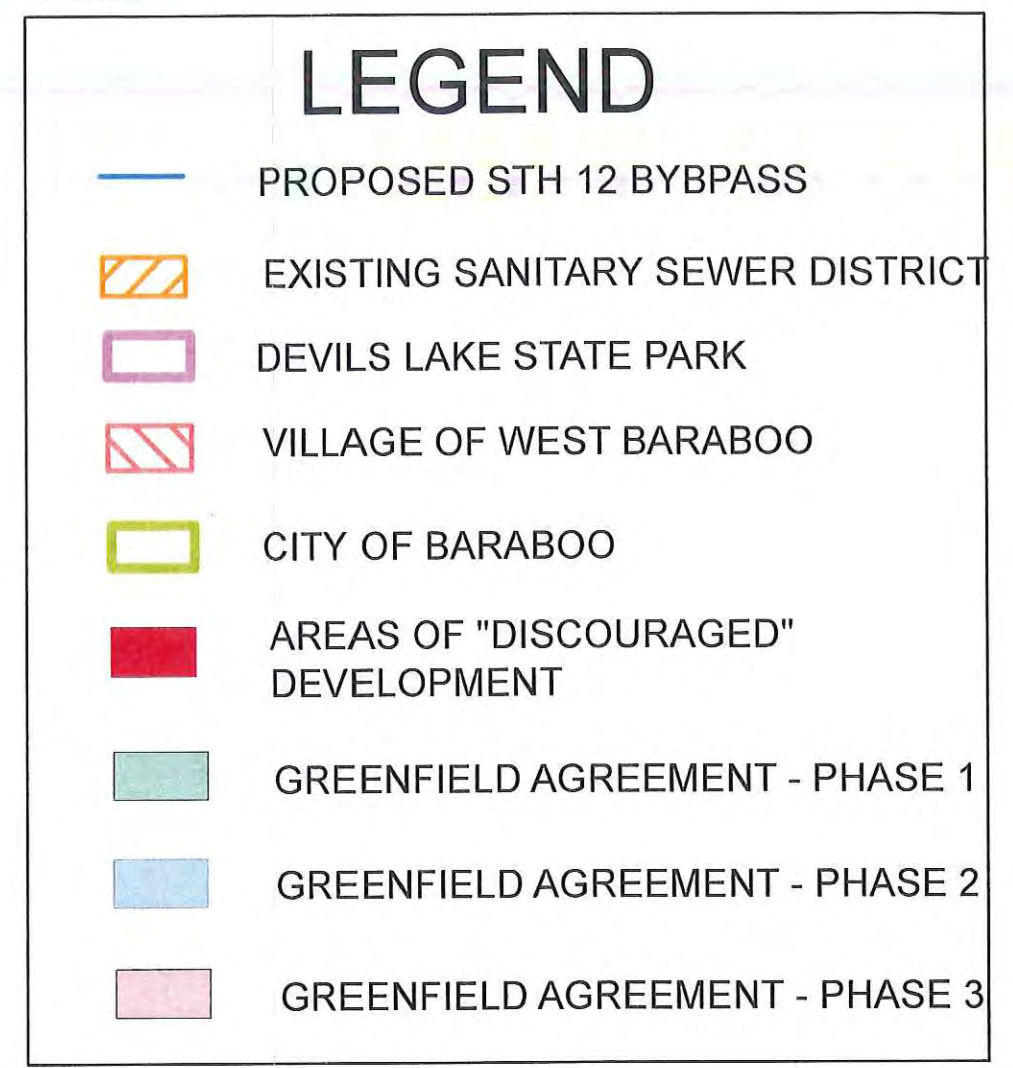 LEGEND
PROPOSED STH 12 BYBPASS
EXISTING SANITARY SEWER DISTRICT
DEVILS LAKE STATE PARK
VILLAGE OF WEST BARABOO
CITY OF BARABOO
AREAS OF "DISCOURAGED"
DEVELOPMENT
GREENFIELD AGREEMENT - PHASE 1
GREENFIELD AGREEMENT - PHASE 2
GREENFIELD AGREEMENT - PHASE 3